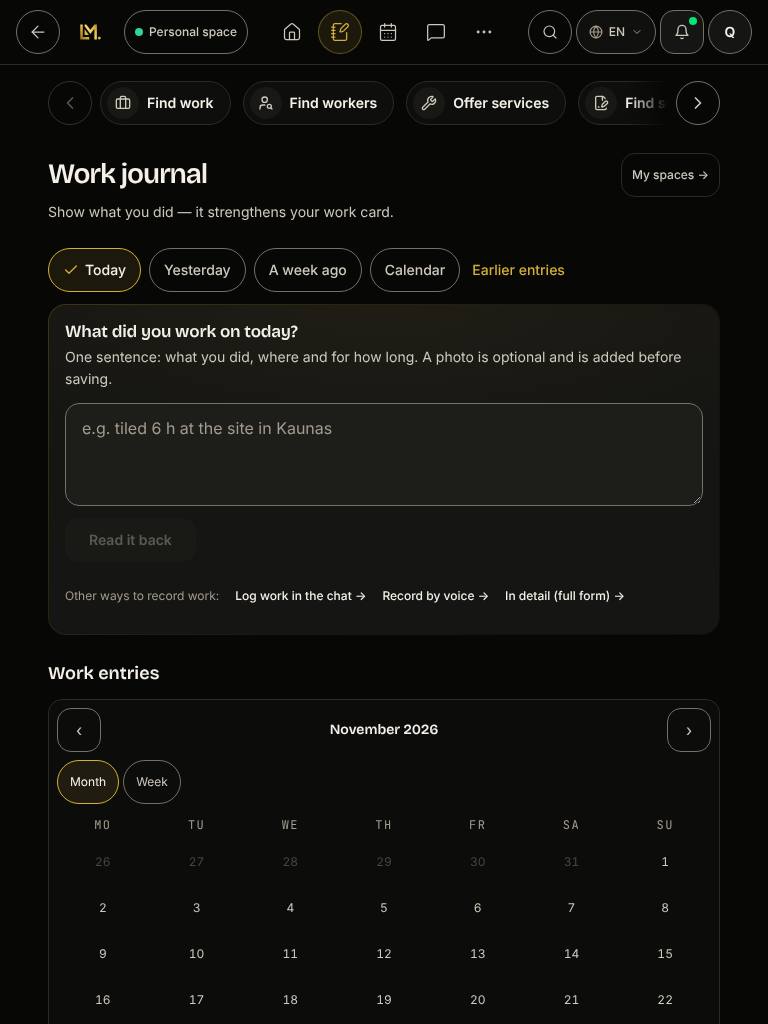 LM.
Personal space
EN
Q
Find work
Find workers
Offer services
Find s
Work journal
My spaces →
Show what you did — it strengthens your work card.
Today
Yesterday
A week ago
Calendar
Earlier entries
What did you work on today?
One sentence: what you did, where and for how long. A photo is optional and is added before
saving.
e.g. tiled 6 h at the site in Kaunas
Read it back
Other ways to record work:
Log work in the chat →
Record by voice →
In detail (full form) →
Work entries
‹
November 2026
›
Month
Week
MO TU WE TH FR SA SU
26 27 28 29 30 31 1
2 3 4 5 6 7 8
9 10 11 12 13 14 15
16 17 18 19 20 21 22